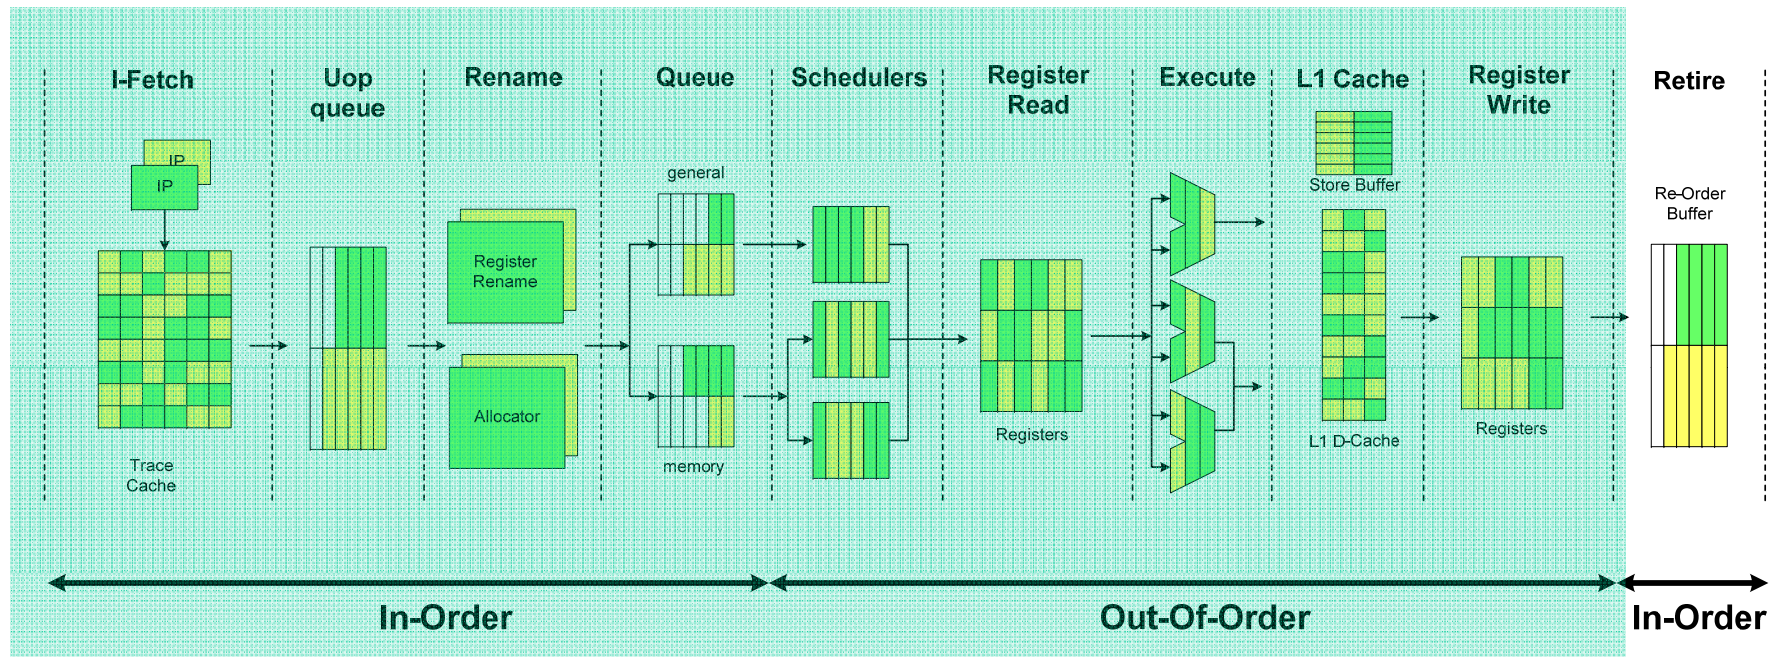 I-Fetch
Uop
queue
Rename
Queue
Schedulers
Register
Read
Execute
L1 Cache
Register
Write
Retire
IP
IP
Trace
Cache
Register
Rename
Allocator
general
memory
Registers
Store Buffer
L1 D-Cache
Registers
Re-Order
Buffer
In-Order
Out-Of-Order
In-Order